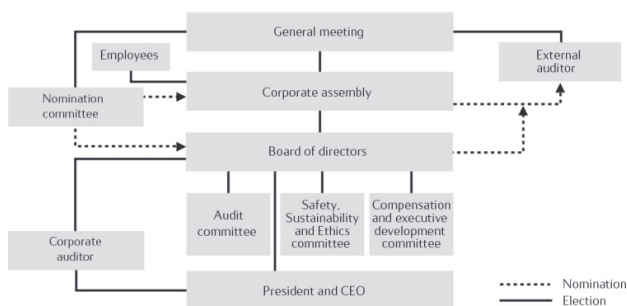 General meeting
Employees
External
auditor
Corporate assembly
Nomination
committee
Board of directors
Audit
committee
Safety,
Sustainability
and Ethics
committee
Compensation
and executive
development
committee
Corporate
auditor
President and CEO
Nomination
Election